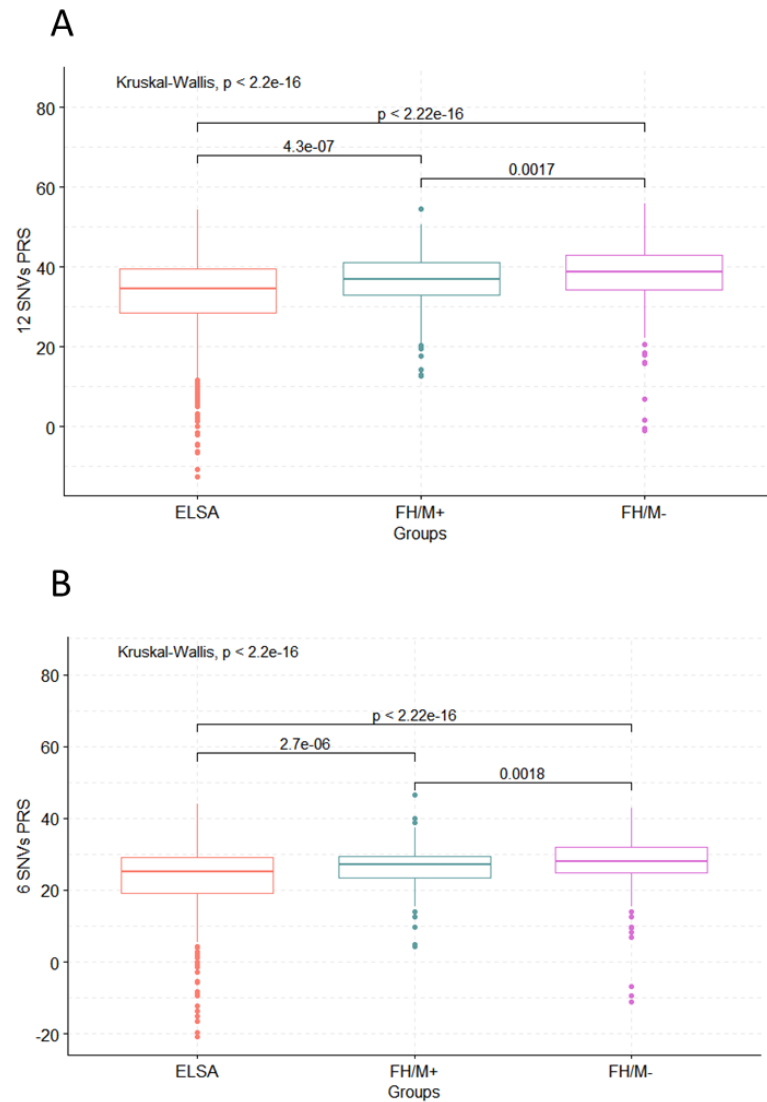 A
Kruskal-Wallis, p < 2.2e-16
80
p < 2.22e-16
4.3e-07
0.0017
60
40
20
0
12 SNVs PRS
ELSA
FH/M+
FH/M-
Groups
B
Kruskal-Wallis, p < 2.2e-16
80
p < 2.22e-16
60
2.7e-06
0.0018
40
20
0
-20
6 SNVs PRS
ELSA
FH/M+
FH/M-
Groups